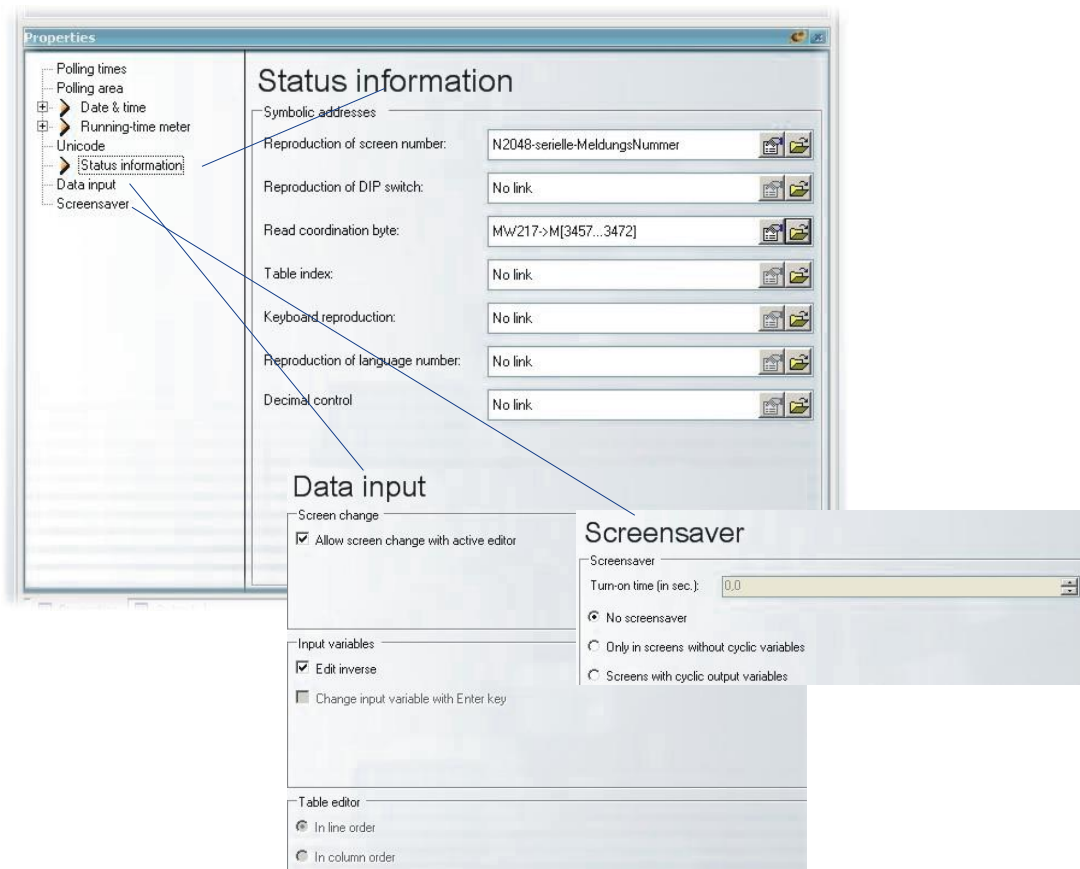 Properties
Polling times
Polling area
Date & time
Running-time meter
Unicode
Status information
Data input
Screensaver
Status information
Symbolic addresses
Reproduction of screen number: N2048-serielle-MeldungsNummer
Reproduction of DIP switch: No link
Read coordination byte: MW217->M[3457...3472]
Table index: No link
Keyboard reproduction: No link
Reproduction of language number: No link
Decimal control No link
Data input
Screen change
Allow screen change with active editor
Input variables
Edit inverse
Change input variable with Enter key
Table editor
In line order
In column order
Screensaver
Screensaver
Turn-on time (in sec.): 0,0
No screensaver
Only in screens without cyclic variables
Screens with cyclic output variables